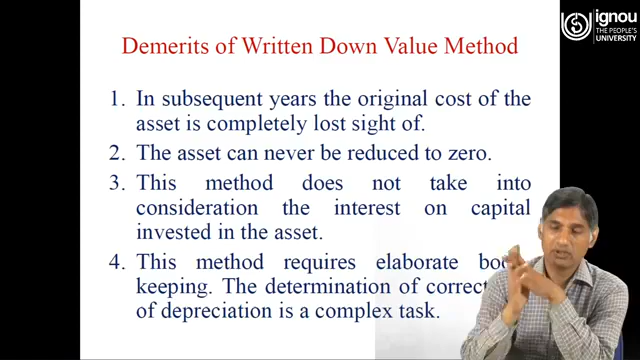 ignou
THE PEOPLE'S
UNIVERSITY
Demerits of Written Down Value Method
1. In subsequent years the original cost of the
asset is completely lost sight of.
2. The asset can never be reduced to zero.
3. This method does not take into
consideration the interest on capital
invested in the asset.
4. This method requires elaborate
keeping. The determination of correct
of depreciation is a complex task.